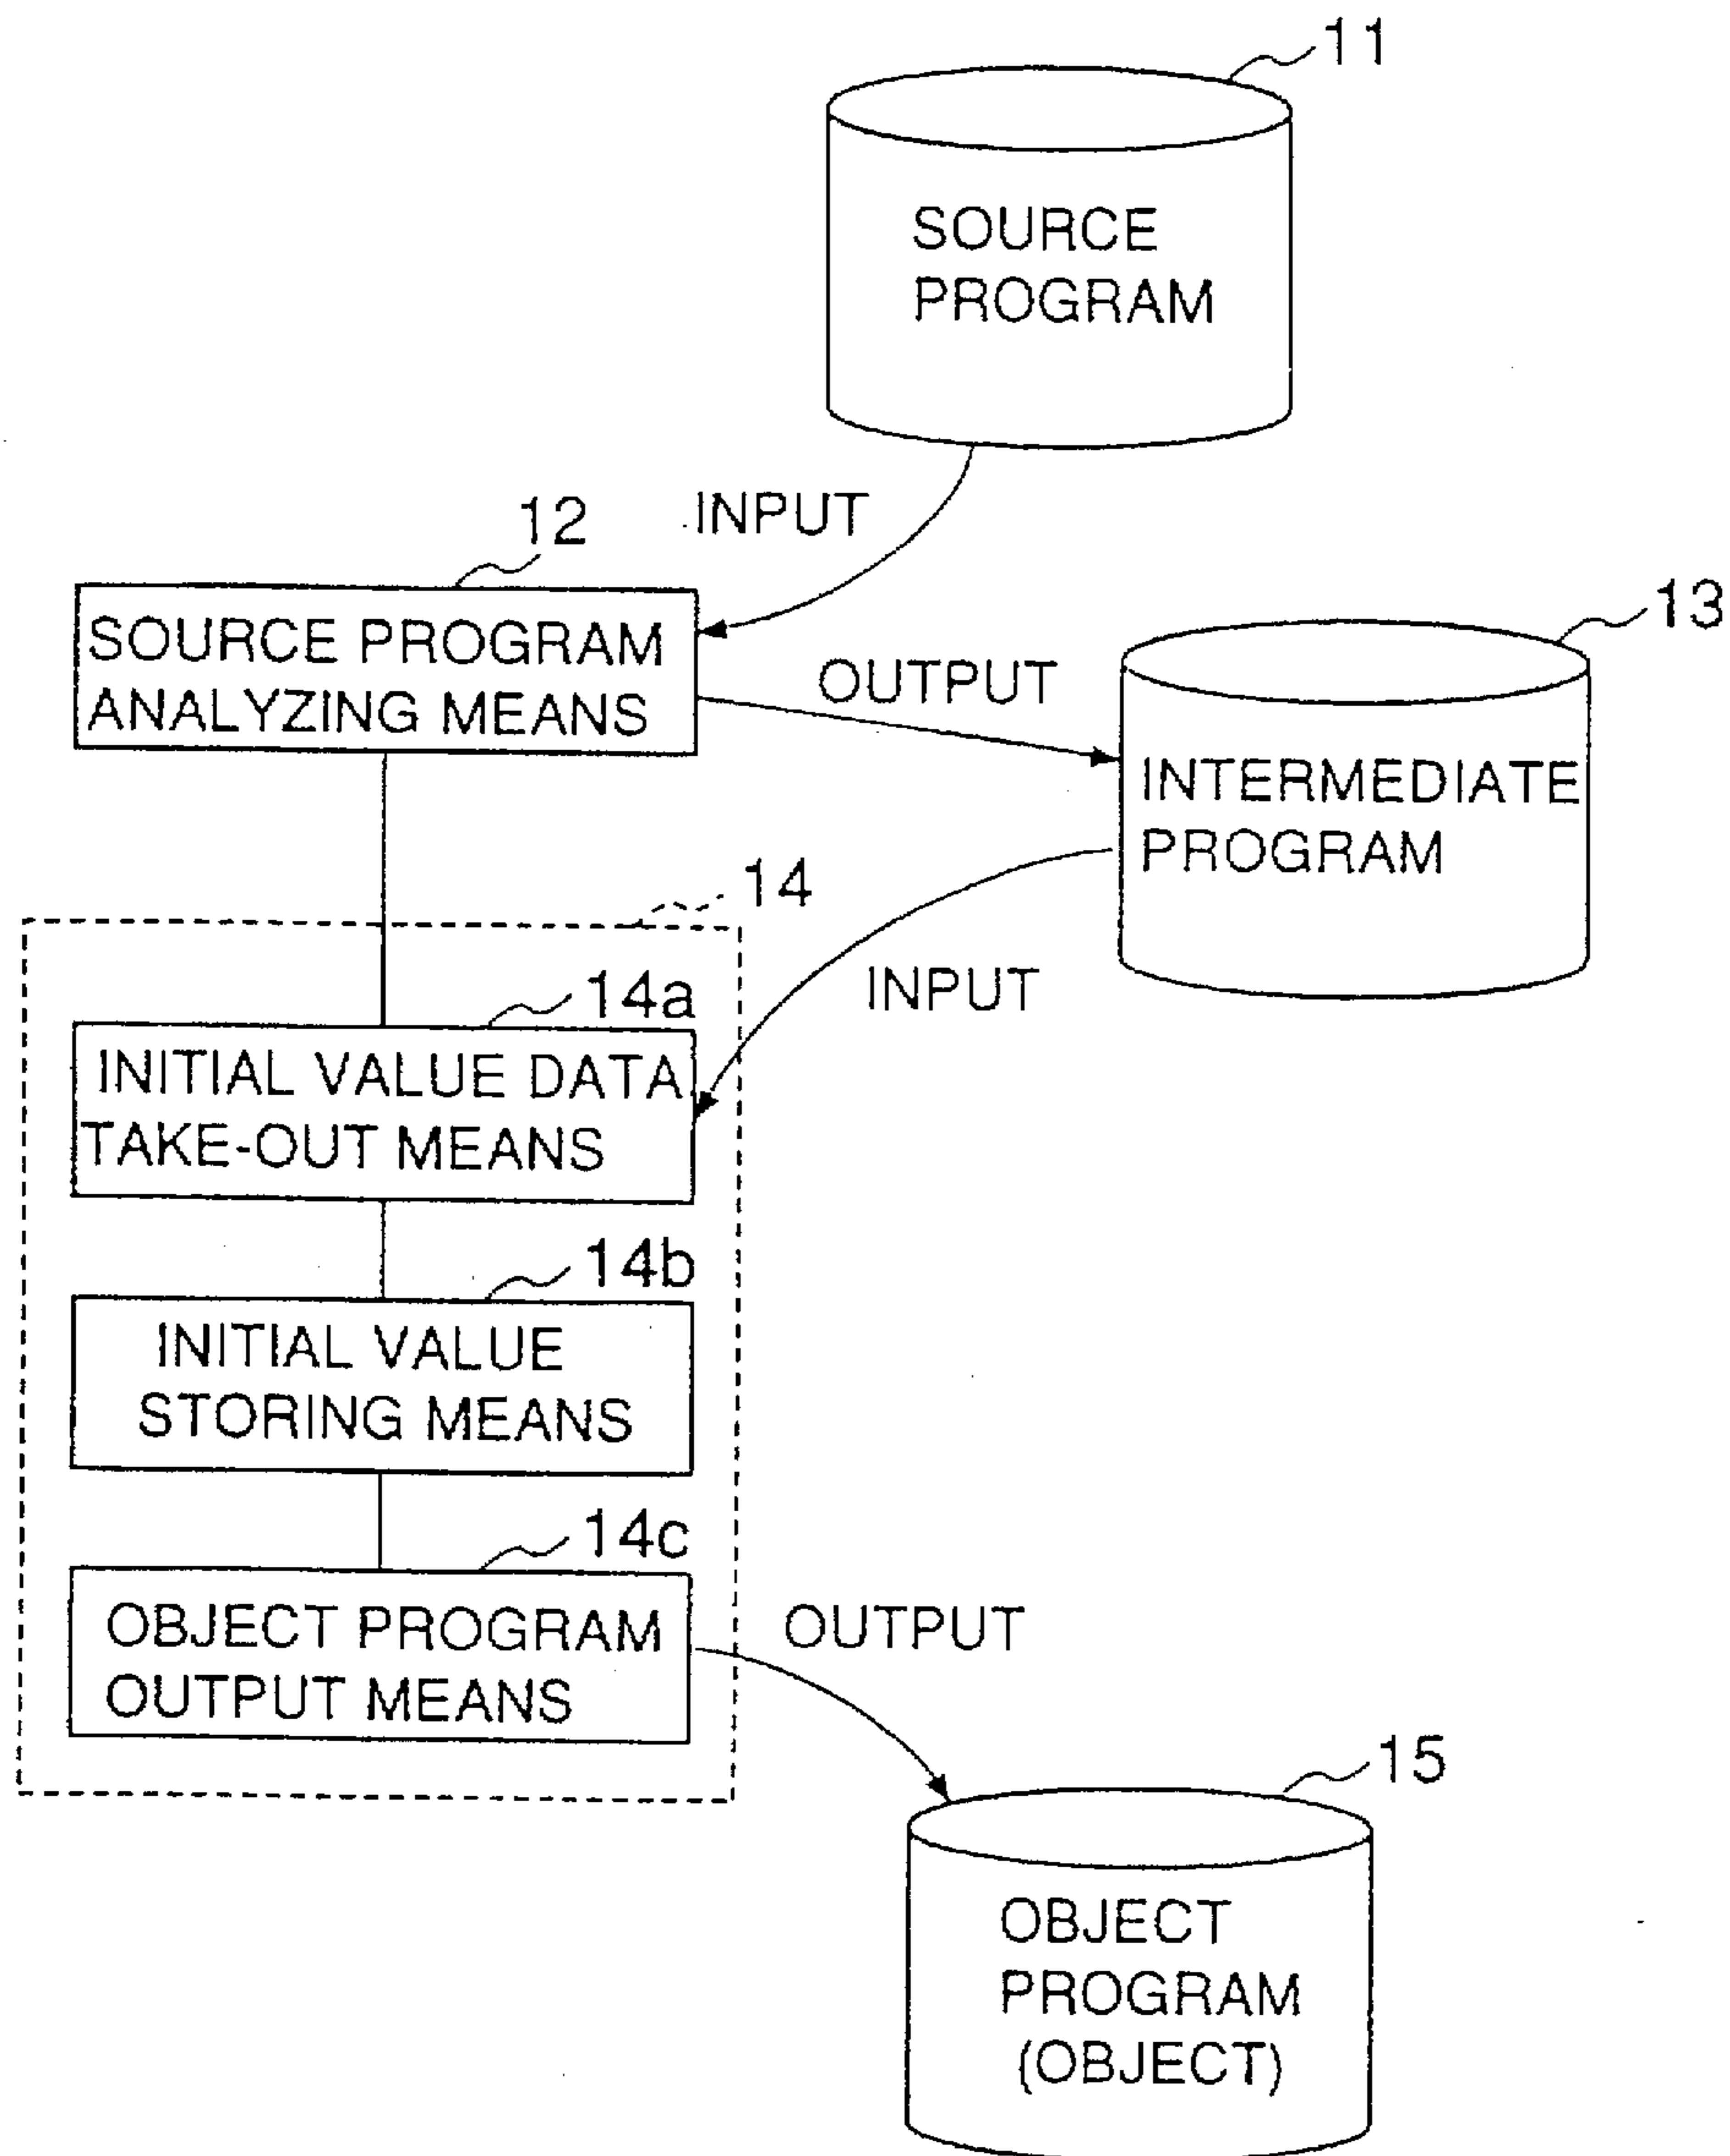 11
SOURCE
PROGRAM
INPUT
12
SOURCE PROGRAM
ANALYZING MEANS
OUTPUT
13
INTERMEDIATE
PROGRAM
14
INPUT
14a
INITIAL VALUE DATA
TAKE-OUT MEANS
14b
INITIAL VALUE
STORING MEANS
14c
OBJECT PROGRAM
OUTPUT MEANS
OUTPUT
15
OBJECT
PROGRAM
(OBJECT)